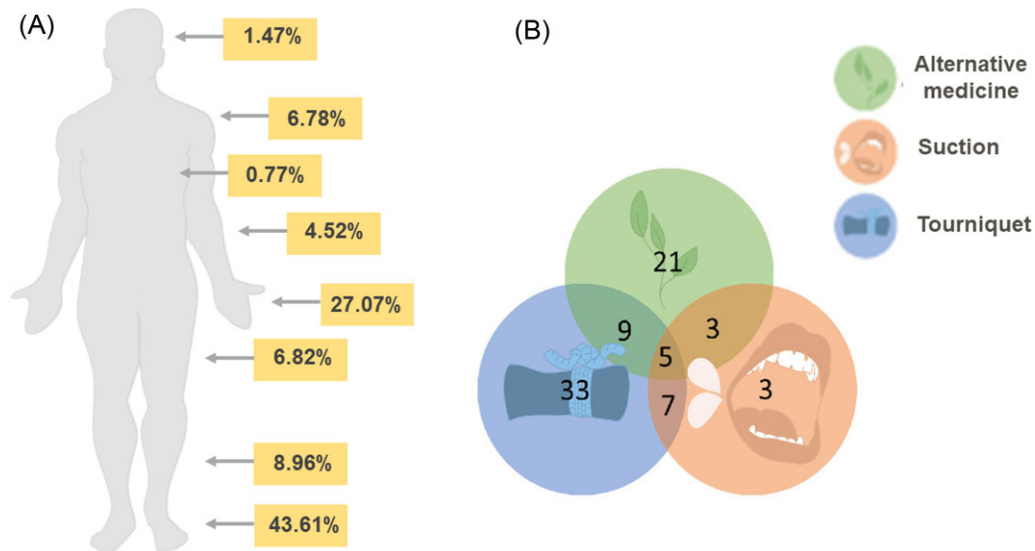 (A)
1.47%
6.78%
0.77%
4.52%
27.07%
6.82%
8.96%
43.61%
(B)
Alternative
medicine
Suction
Tourniquet
21
9
3
5
33
7
3